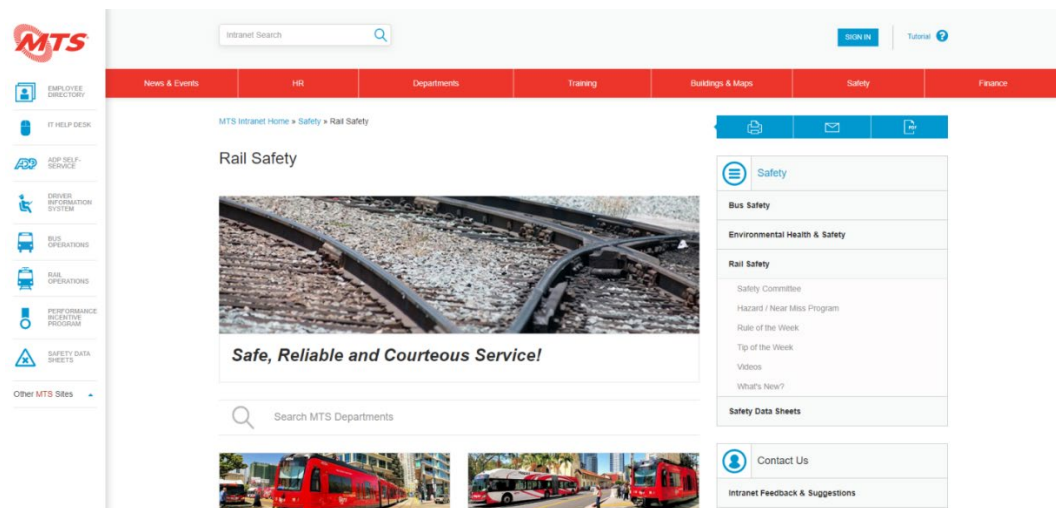 MTS
Intranet Search
SIGN IN
Tutorial ?
News & Events
HR
Departments
Training
Buildings & Maps
Safety
Finance
EMPLOYEE
DIRECTORY
IT HELP DESK
ADP
ADP SELF-
SERVICE
DRIVER
INFORMATION
SYSTEM
BUS
OPERATIONS
RAIL
OPERATIONS
PERFORMANCE
INCENTIVE
PROGRAM
SAFETY DATA
SHEETS
Other MTS Sites
MTS Intranet Home » Safety » Rail Safety
Rail Safety
Safe, Reliable and Courteous Service!
Search MTS Departments
Safety
Bus Safety
Environmental Health & Safety
Rail Safety
Safety Committee
Hazard / Near Miss Program
Rule of the Week
Tip of the Week
Videos
What's New?
Safety Data Sheets
Contact Us
Intranet Feedback & Suggestions